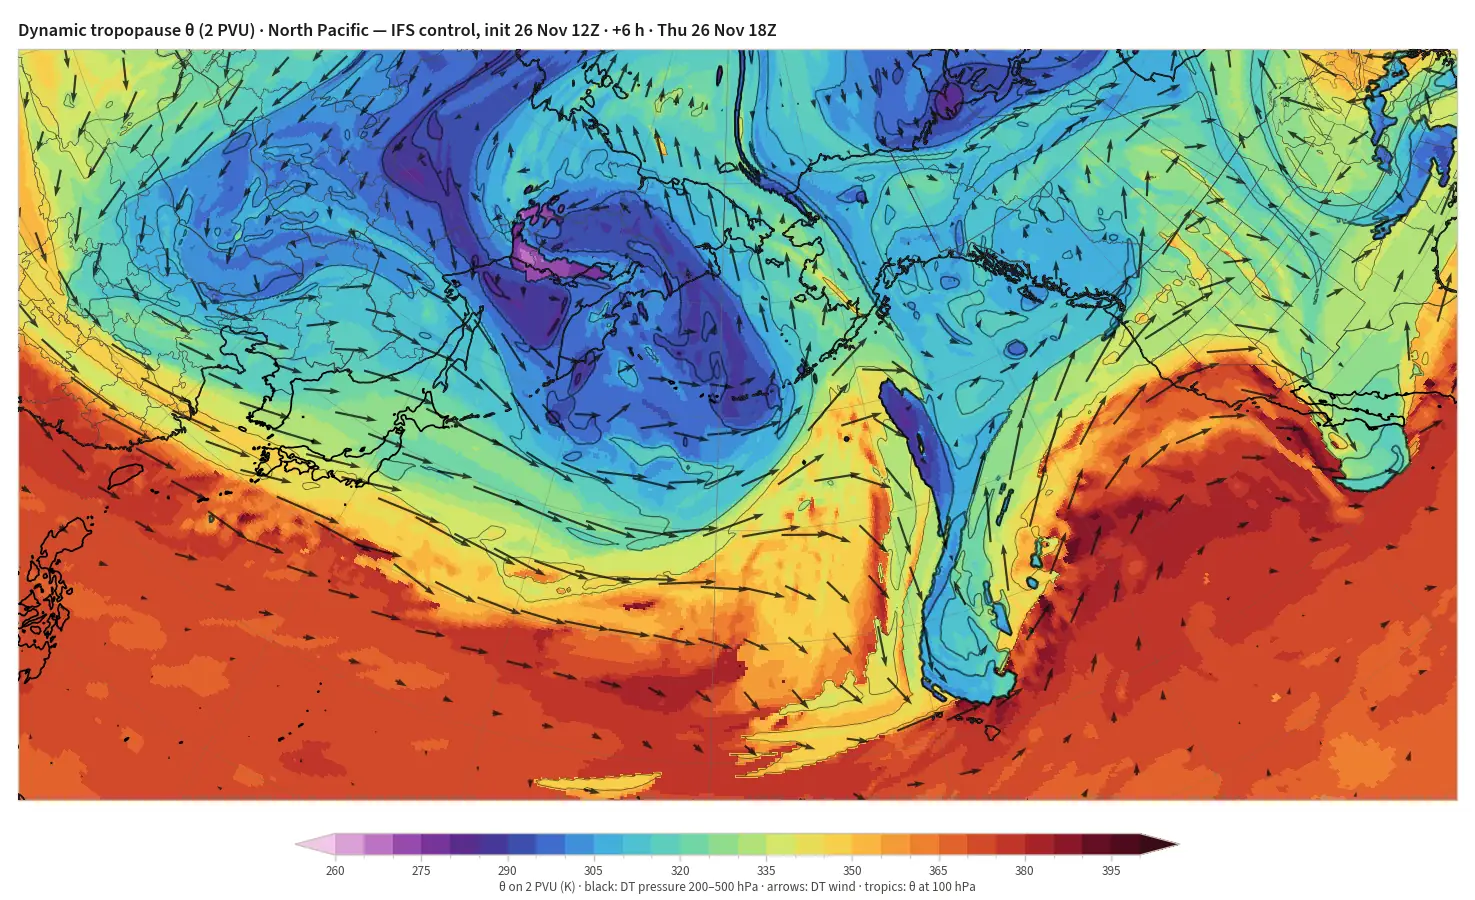 Dynamic tropopause θ (2 PVU) · North Pacific — IFS control, init 26 Nov 12Z · +6 h · Thu 26 Nov 18Z
260 275 290 305 320 335 350 365 380 395
θ on 2 PVU (K) · black: DT pressure 200–500 hPa · arrows: DT wind · tropics: θ at 100 hPa